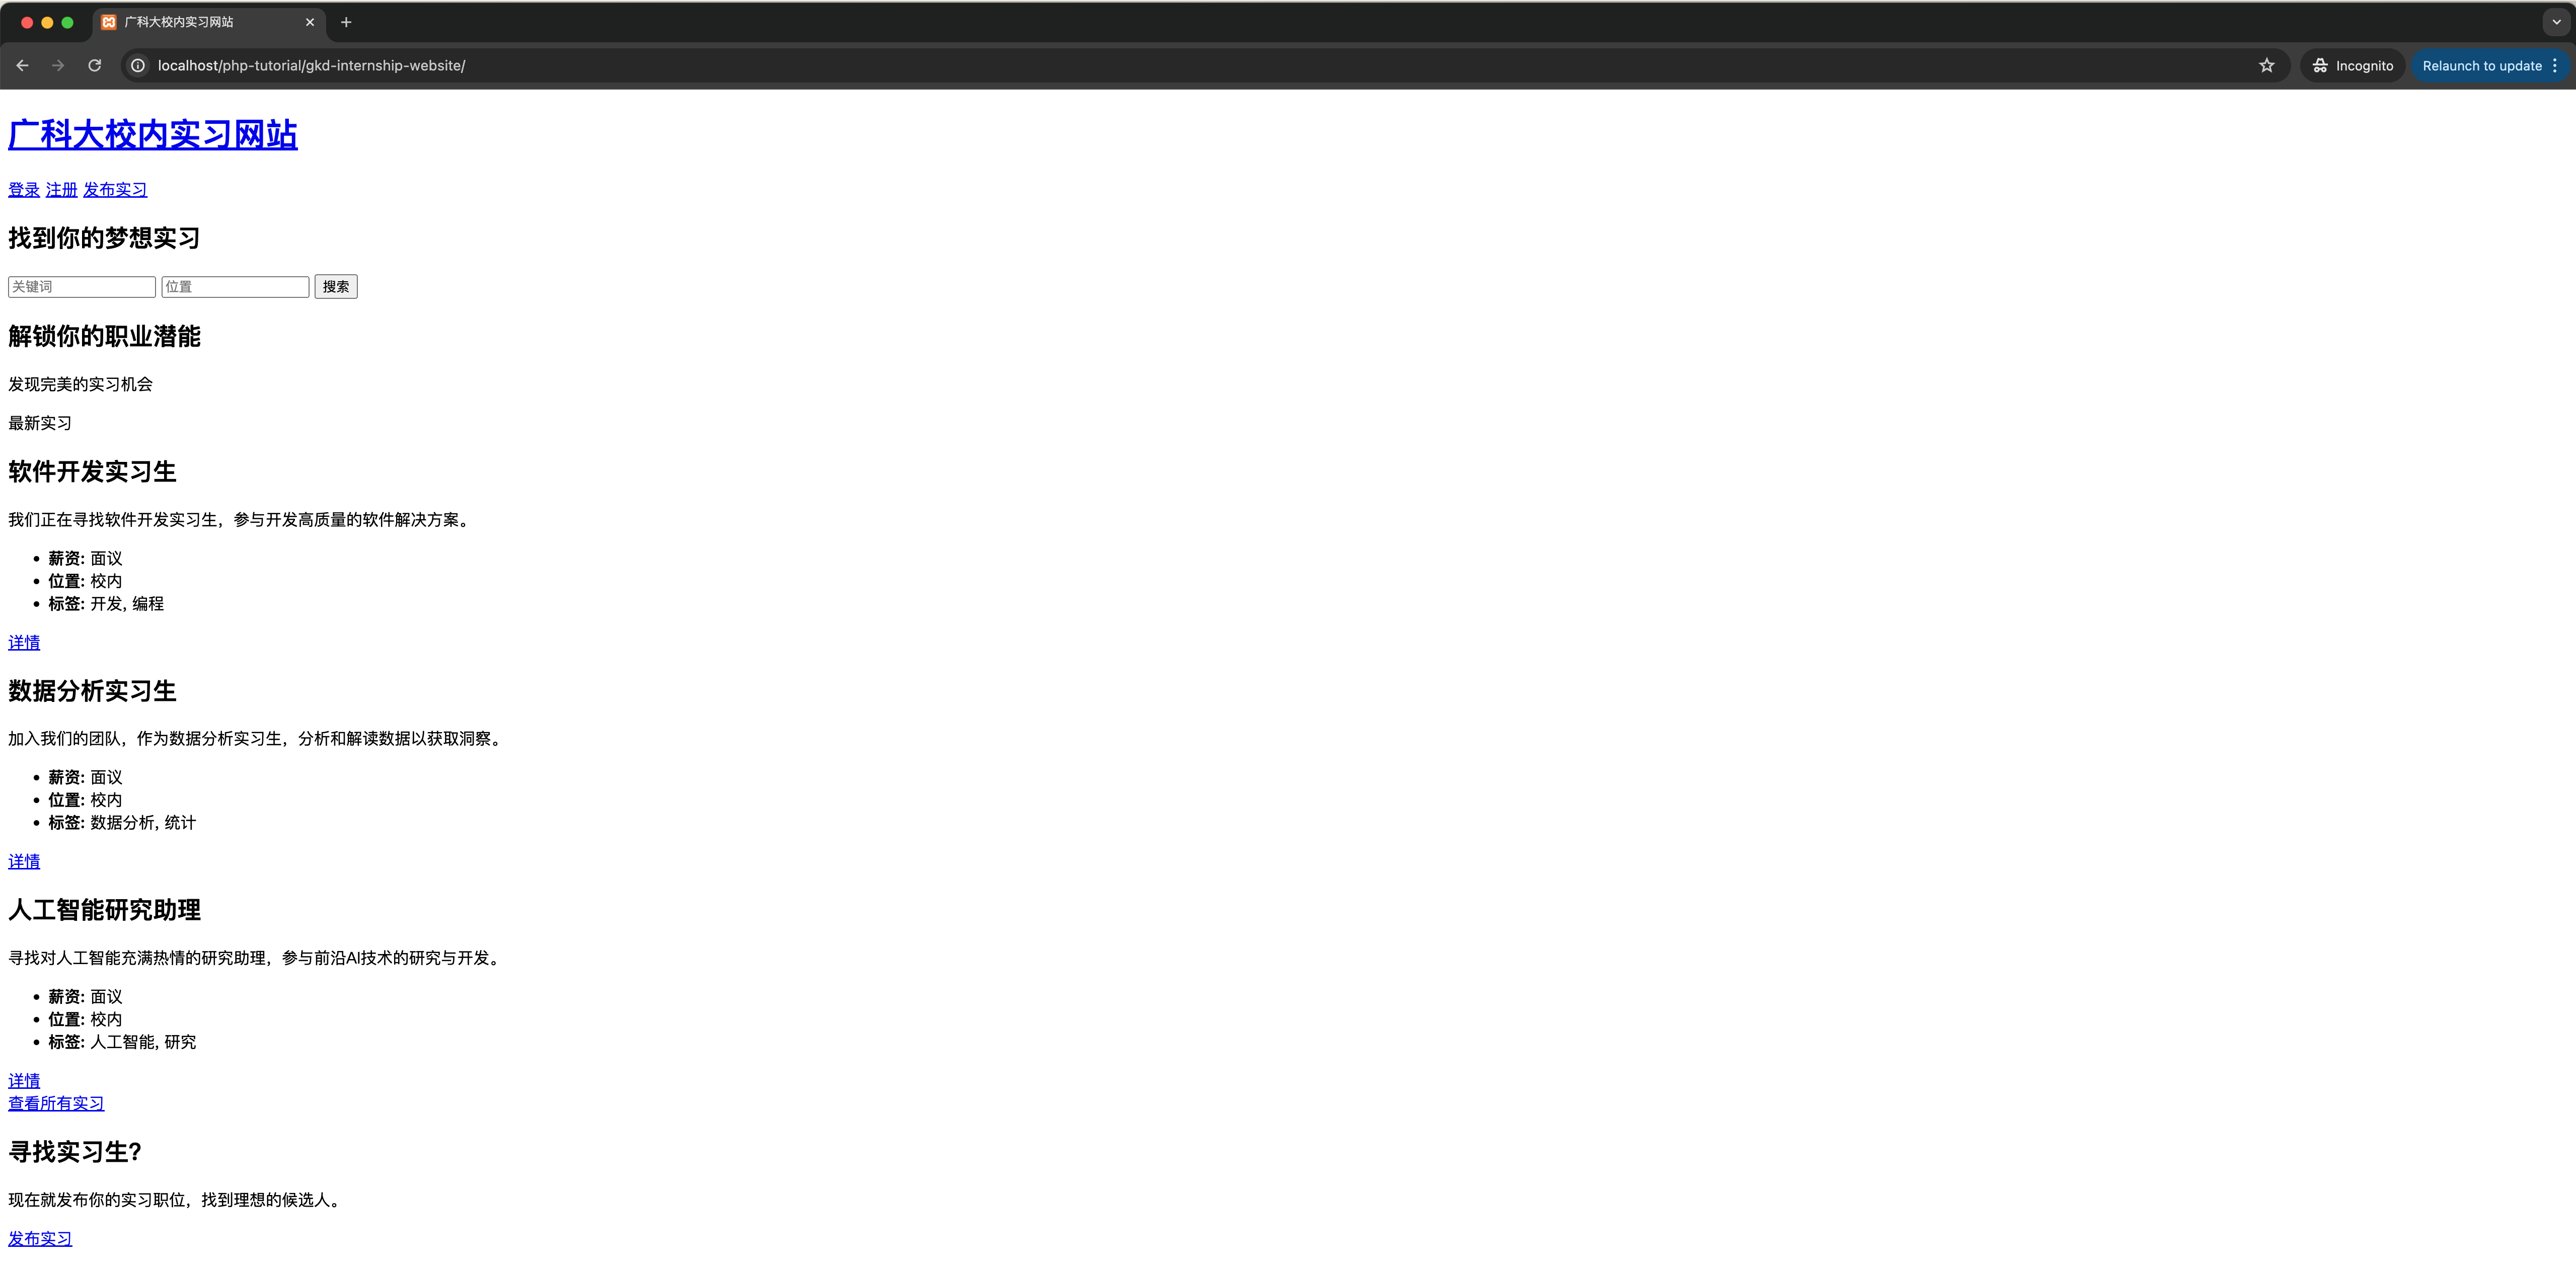 广科大校内实习网站
localhost/php-tutorial/gkd-internship-website/
Incognito
Relaunch to update
广科大校内实习网站
登录 注册 发布实习
找到你的梦想实习
关键词 位置 搜索
解锁你的职业潜能
发现完美的实习机会
最新实习
软件开发实习生
我们正在寻找软件开发实习生，参与开发高质量的软件解决方案。
• 薪资: 面议
• 位置: 校内
• 标签: 开发, 编程
详情
数据分析实习生
加入我们的团队，作为数据分析实习生，分析和解读数据以获取洞察。
• 薪资: 面议
• 位置: 校内
• 标签: 数据分析, 统计
详情
人工智能研究助理
寻找对人工智能充满热情的研究助理，参与前沿AI技术的研究与开发。
• 薪资: 面议
• 位置: 校内
• 标签: 人工智能, 研究
详情
查看所有实习
寻找实习生?
现在就发布你的实习职位，找到理想的候选人。
发布实习